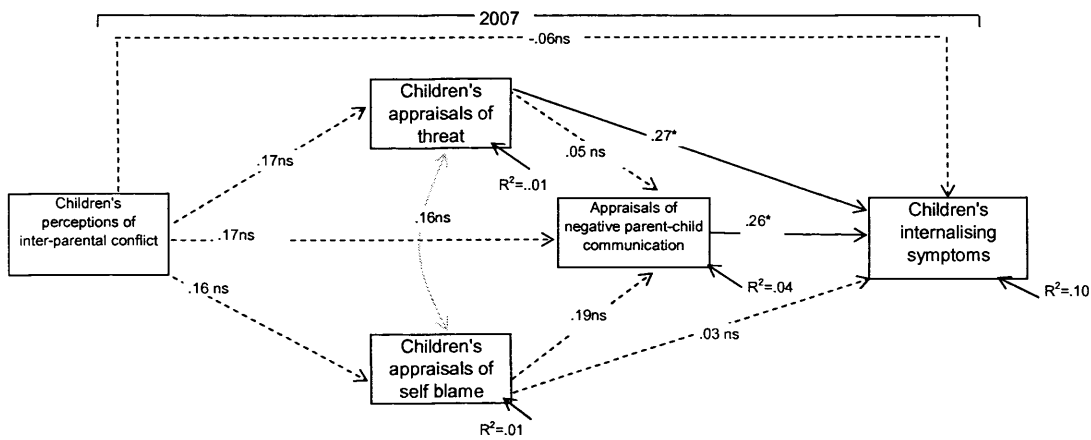 2007
-.06ns
Children's
appraisals of
threat
.27*
.05 ns
.17ns
R²=..01
Children's
perceptions of
inter-parental conflict
.16ns
Appraisals of
negative parent-child
communication
.26*
Children's
internalising
symptoms
.17ns
R²=.04
R²=.10
.16 ns
.19ns
.03 ns
Children's
appraisals of
self blame
R²=.01